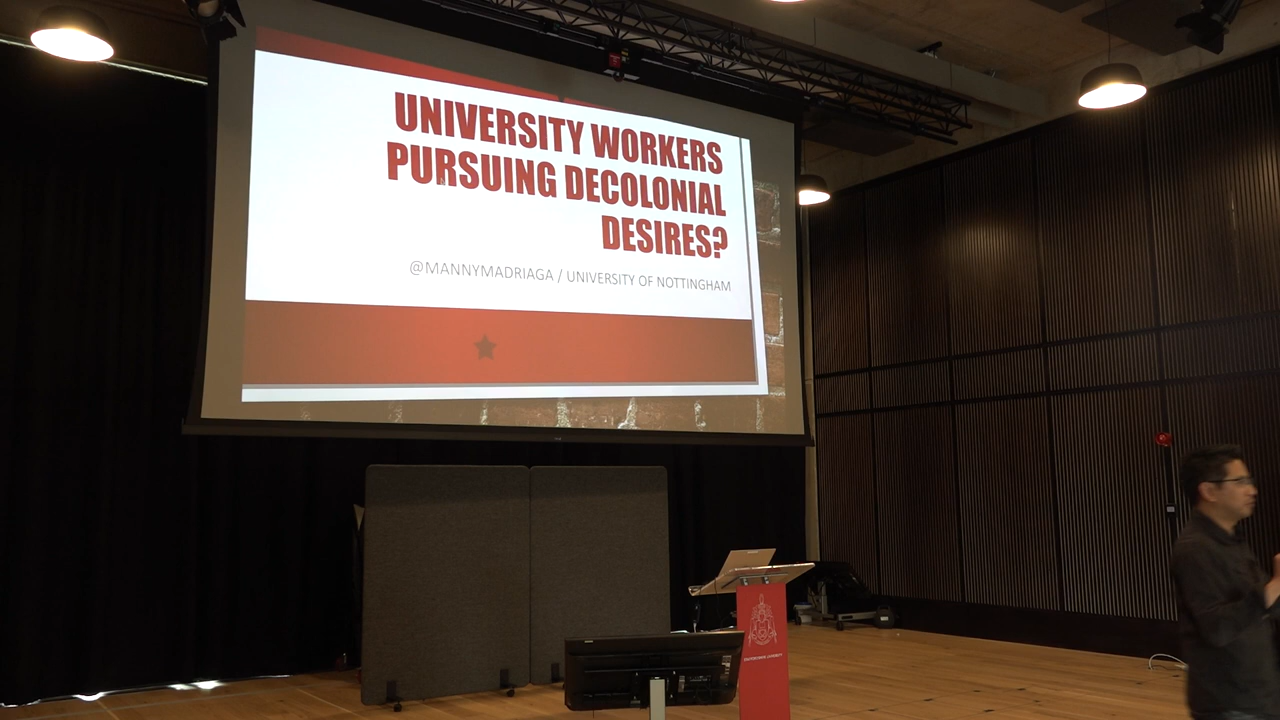 UNIVERSITY WORKERS
PURSUING DECOLONIAL
DESIRES?
@MANNYMADRIAGA / UNIVERSITY OF NOTTINGHAM